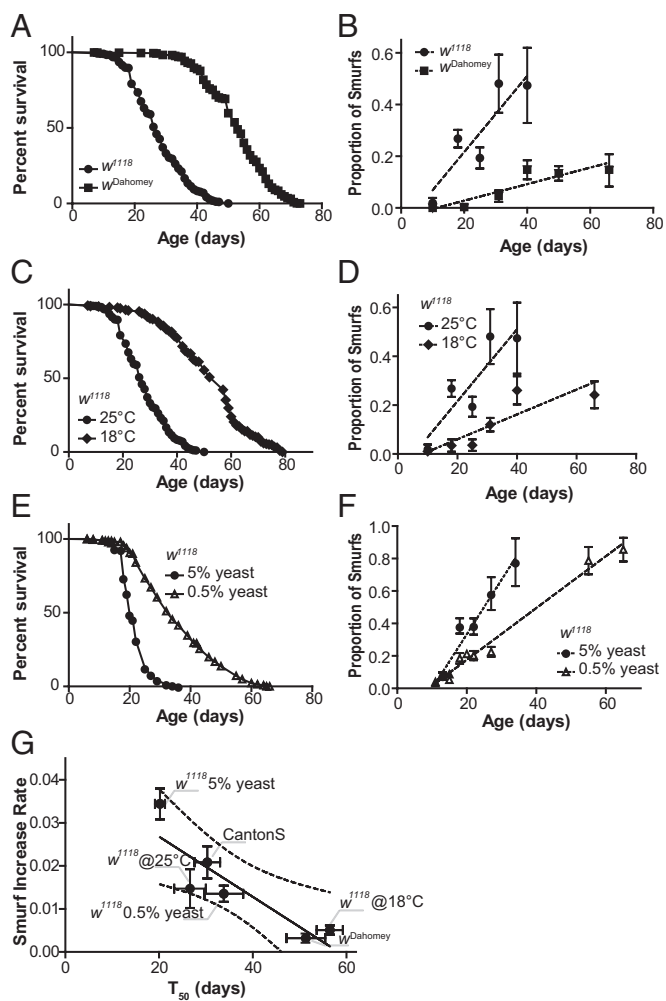 A
100
50
0
Percent survival
w1118
wDahomey
0 20 40 60 80
Age (days)
B
0.6
0.4
0.2
0.0
Proportion of Smurfs
w1118
wDahomey
0 20 40 60 80
Age (days)
C
100
50
0
Percent survival
w1118
25°C
18°C
0 20 40 60 80
Age (days)
D
0.6
0.4
0.2
0.0
Proportion of Smurfs
w1118
25°C
18°C
0 20 40 60 80
Age (days)
E
100
50
0
Percent survival
w1118
5% yeast
0.5% yeast
0 20 40 60 80
Age (days)
F
1.0
0.8
0.6
0.4
0.2
0.0
Proportion of Smurfs
w1118
5% yeast
0.5% yeast
0 20 40 60
Age (days)
G
0.04
0.03
0.02
0.01
0.00
Smurf Increase Rate
w1118 5% yeast
CantonS
w1118@25°C
w1118 0.5% yeast
w1118@18°C
wDahomey
0 20 40 60
T50 (days)